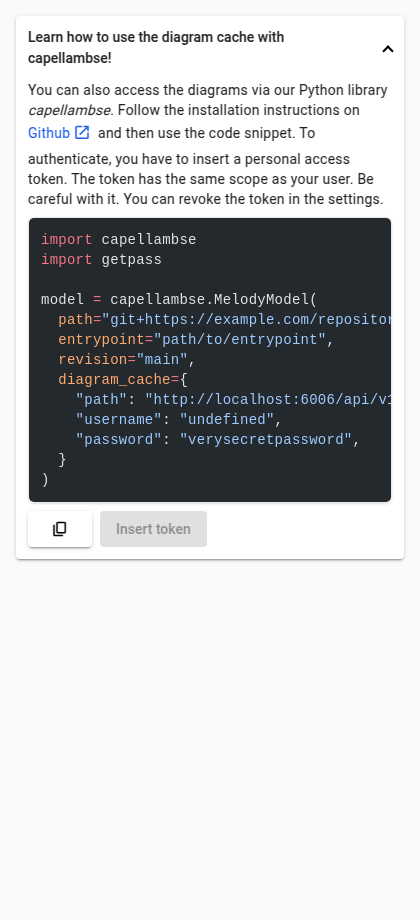 Learn how to use the diagram cache with
capellambse!
You can also access the diagrams via our Python library
capellambse. Follow the installation instructions on
Github and then use the code snippet. To
authenticate, you have to insert a personal access
token. The token has the same scope as your user. Be
careful with it. You can revoke the token in the settings.
import capellambse
import getpass
model = capellambse.MelodyModel(
  path="git+https://example.com/repositor
  entrypoint="path/to/entrypoint",
  revision="main",
  diagram_cache={
    "path": "http://localhost:6006/api/v1
    "username": "undefined",
    "password": "verysecretpassword",
  }
)
Insert token